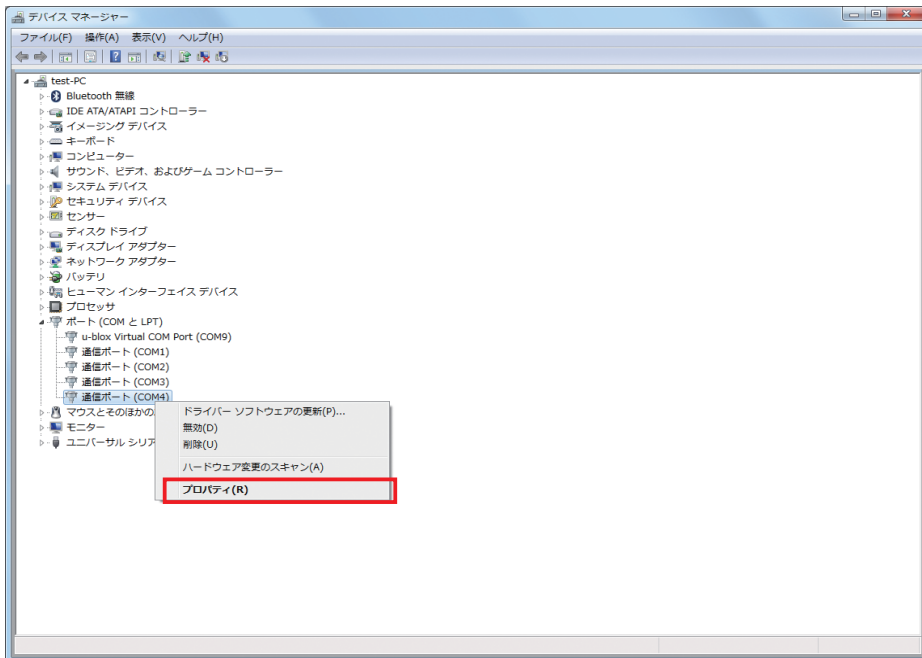 デバイス マネージャー
ファイル(F) 操作(A) 表示(V) ヘルプ(H)
test-PC
Bluetooth 無線
IDE ATA/ATAPI コントローラー
イメージング デバイス
キーボード
コンピューター
サウンド、ビデオ、およびゲーム コントローラー
システム デバイス
セキュリティ デバイス
センサー
ディスク ドライブ
ディスプレイ アダプター
ネットワーク アダプター
バッテリ
ヒューマン インターフェイス デバイス
プロセッサ
ポート (COM と LPT)
u-blox Virtual COM Port (COM9)
通信ポート (COM1)
通信ポート (COM2)
通信ポート (COM3)
通信ポート (COM4)
マウスとそのほかの
モニター
ユニバーサル シリア
ドライバー ソフトウェアの更新(P)...
無効(D)
削除(U)
ハードウェア変更のスキャン(A)
プロパティ(R)